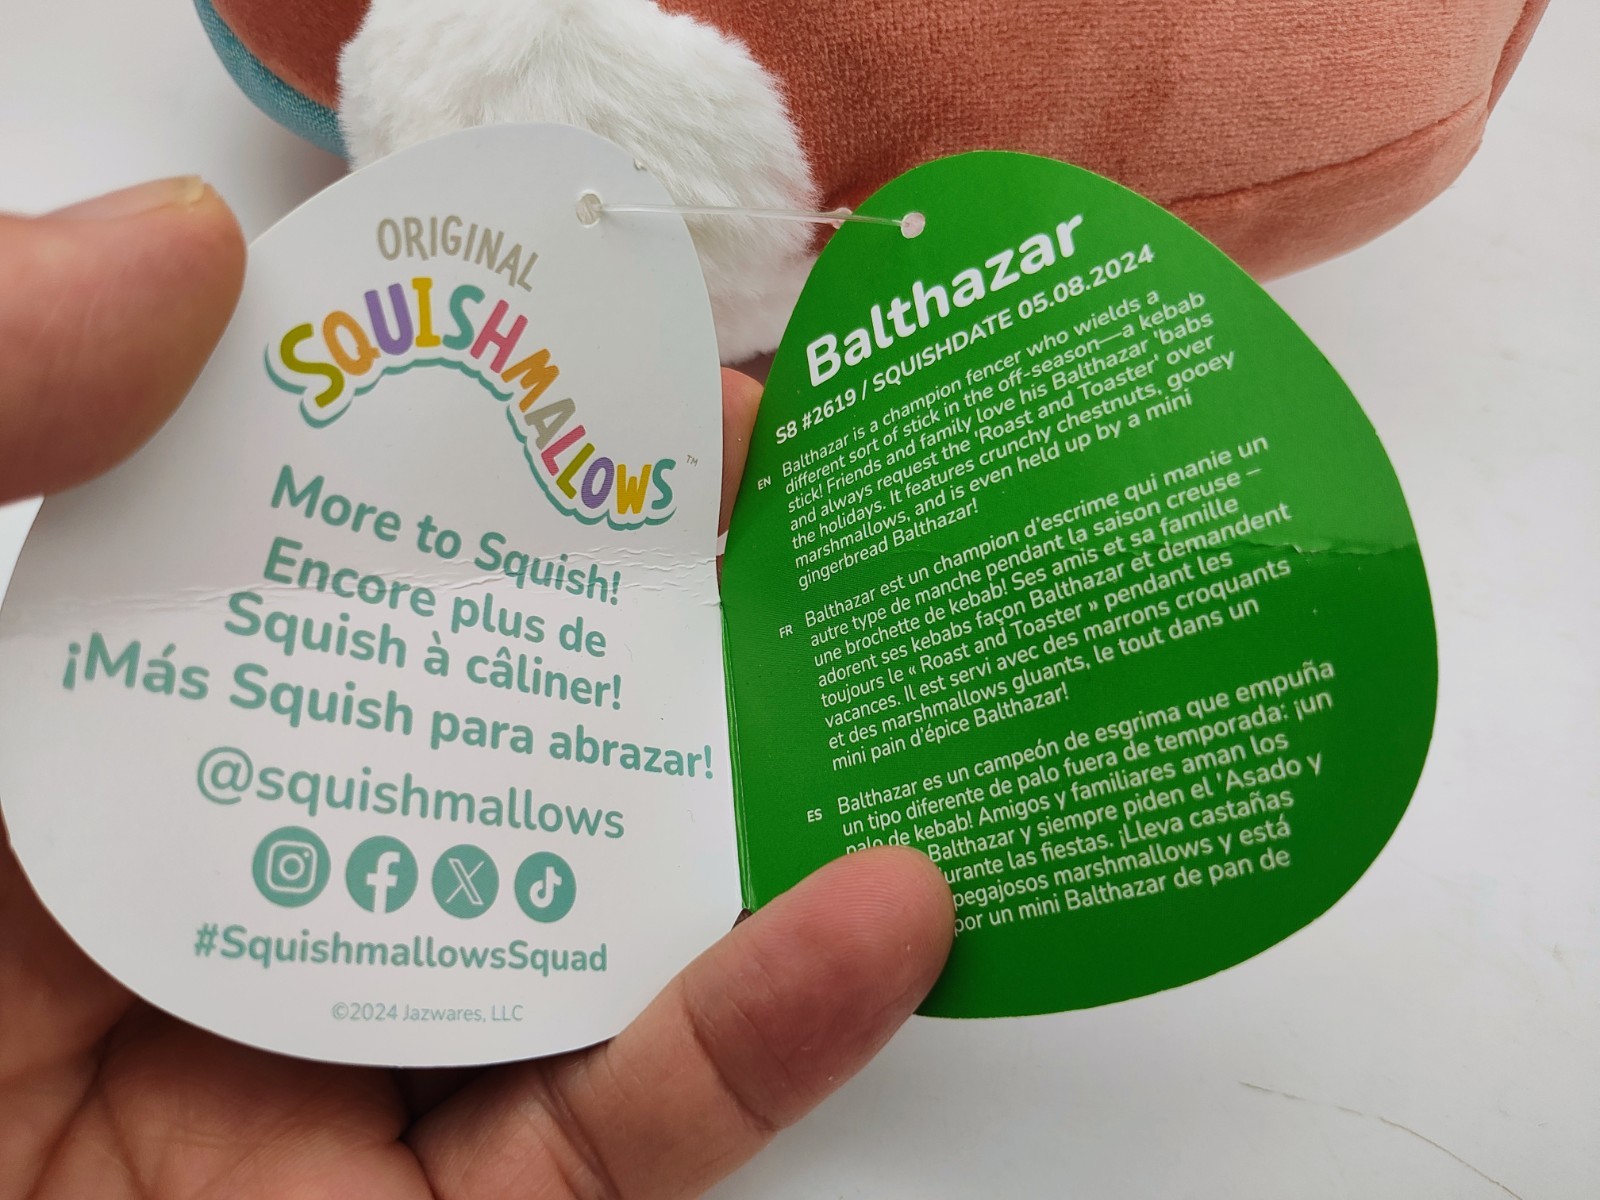 ORIGINAL
SQUISHMALLOWS™
More to Squish!
Encore plus de
Squish à câliner!
¡Más Squish para abrazar!
@squishmallows
#SquishmallowsSquad
©2024 Jazwares, LLC
Balthazar
S8 #2619 / SQUISHDATE 05.08.2024
EN Balthazar is a champion fencer who wields a
different sort of stick in the off-season—a kebab
stick! Friends and family love his Balthazar 'babs
and always request the 'Roast and Toaster' over
the holidays. It features crunchy chestnuts, gooey
marshmallows, and is even held up by a mini
gingerbread Balthazar!
FR Balthazar est un champion d'escrime qui manie un
autre type de manche pendant la saison creuse –
une brochette de kebab! Ses amis et sa famille
adorent ses kebabs façon Balthazar et demandent
toujours le « Roast and Toaster » pendant les
vacances. Il est servi avec des marrons croquants
et des marshmallows gluants, le tout dans un
mini pain d'épice Balthazar!
ES Balthazar es un campeón de esgrima que empuña
un tipo diferente de palo fuera de temporada: ¡un
palo de kebab! Amigos y familiares aman los
Balthazar y siempre piden el 'Asado y
durante las fiestas. ¡Lleva castañas
pegajosos marshmallows y está
por un mini Balthazar de pan de